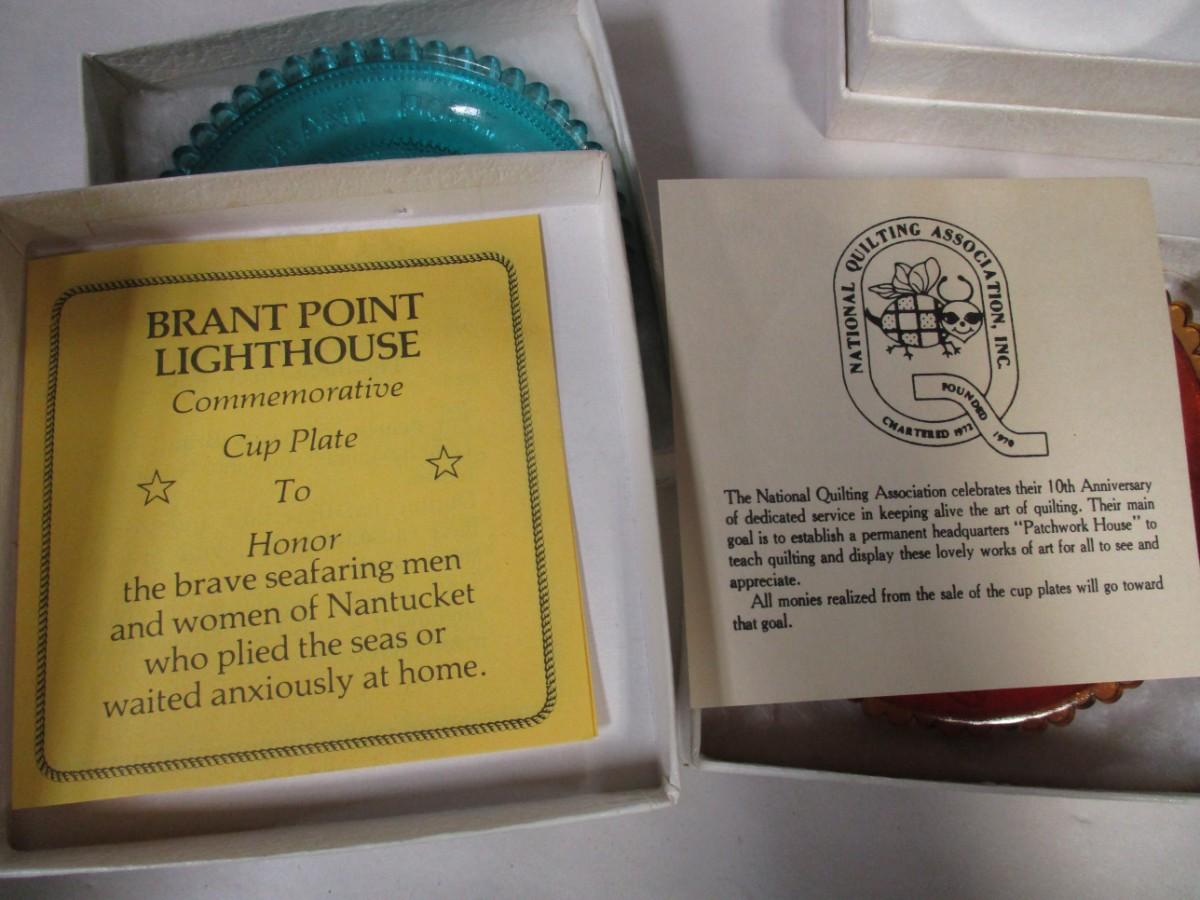 BRANT POINT
LIGHTHOUSE
Commemorative
Cup Plate
To
Honor
the brave seafaring men
and women of Nantucket
who plied the seas or
waited anxiously at home.
NATIONAL QUILTING ASSOCIATION, INC.
FOUNDED 1970
CHARTERED 1972
The National Quilting Association celebrates their 10th Anniversary
of dedicated service in keeping alive the art of quilting. Their main
goal is to establish a permanent headquarters "Patchwork House" to
teach quilting and display these lovely works of art for all to see and
appreciate.
All monies realized from the sale of the cup plates will go toward
that goal.